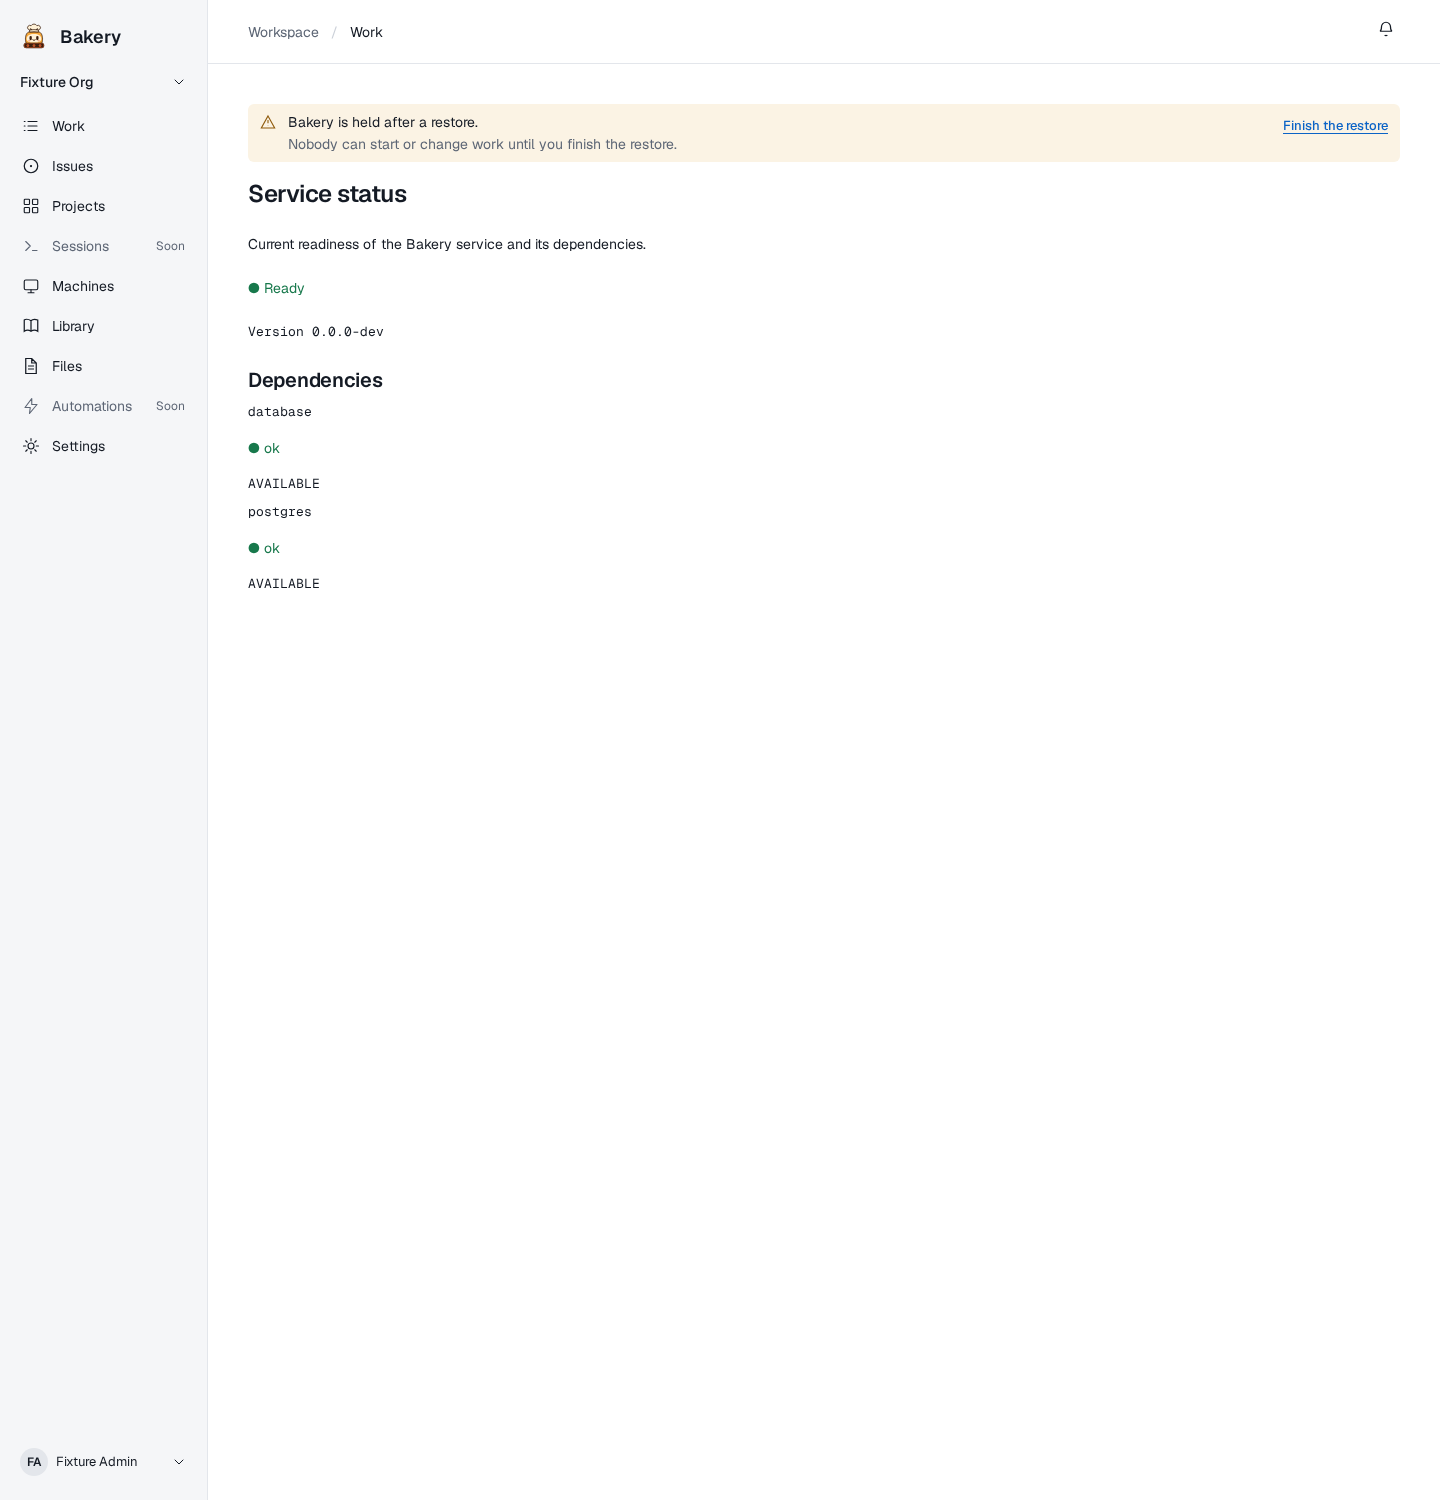 Bakery
Fixture Org
Work
Issues
Projects
Sessions Soon
Machines
Library
Files
Automations Soon
Settings
FA Fixture Admin
Workspace / Work
Bakery is held after a restore.
Nobody can start or change work until you finish the restore.
Finish the restore
Service status
Current readiness of the Bakery service and its dependencies.
Ready
Version 0.0.0-dev
Dependencies
database
ok
AVAILABLE
postgres
ok
AVAILABLE